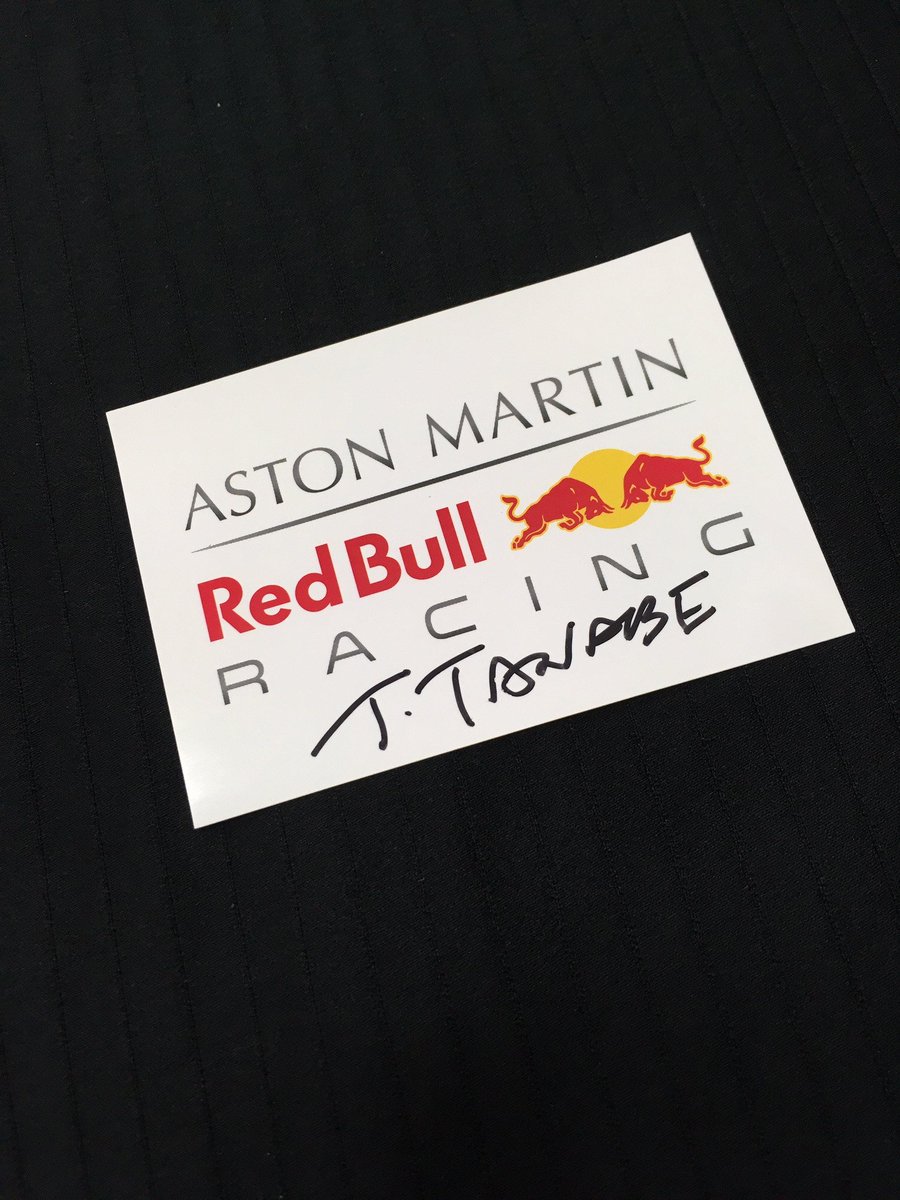 ASTON MARTIN
Red Bull
RACING
T. TANABE